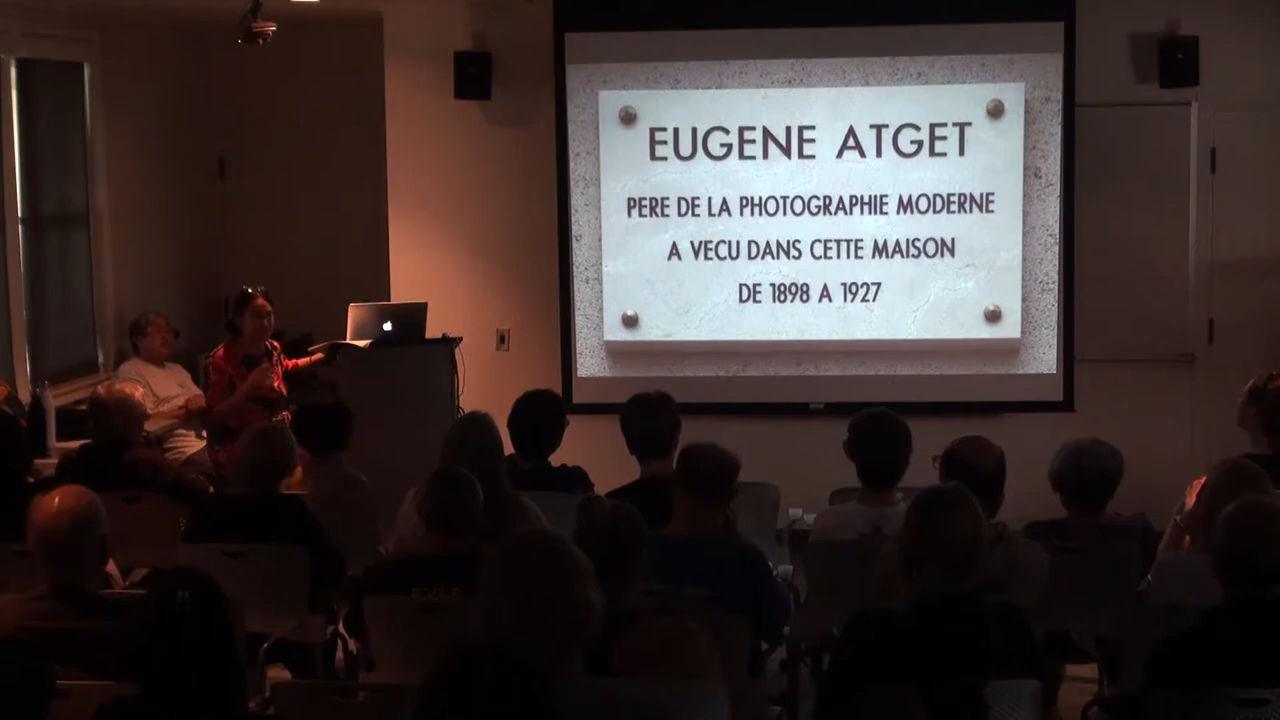 EUGENE ATGET
PERE DE LA PHOTOGRAPHIE MODERNE
A VECU DANS CETTE MAISON
DE 1898 A 1927